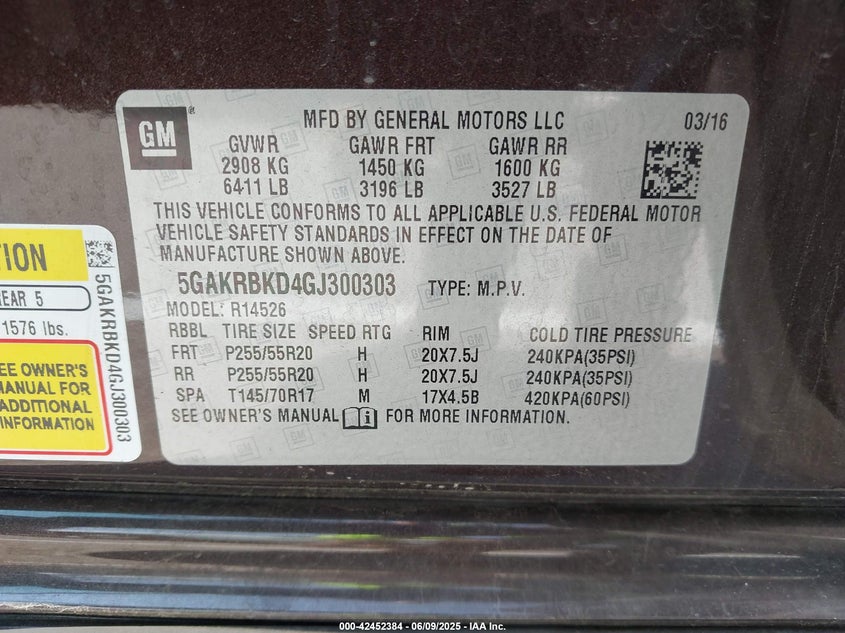 GM
MFD BY GENERAL MOTORS LLC 03/16
GVWR GAWR FRT GAWR RR
2908 KG 1450 KG 1600 KG
6411 LB 3196 LB 3527 LB
THIS VEHICLE CONFORMS TO ALL APPLICABLE U.S. FEDERAL MOTOR
VEHICLE SAFETY STANDARDS IN EFFECT ON THE DATE OF
MANUFACTURE SHOWN ABOVE.
5GAKRBKD4GJ300303 TYPE: M.P.V.
MODEL: R14526
RBBL TIRE SIZE SPEED RTG RIM COLD TIRE PRESSURE
FRT P255/55R20 H 20X7.5J 240KPA(35PSI)
RR P255/55R20 H 20X7.5J 240KPA(35PSI)
SPA T145/70R17 M 17X4.5B 420KPA(60PSI)
SEE OWNER'S MANUAL FOR MORE INFORMATION.
TION
EAR 5
1576 lbs.
SEE OWNER'S
MANUAL FOR
ADDITIONAL
INFORMATION
5GAKRBKD4GJ300303
000-42452384 | 06/09/2025 - IAA Inc.